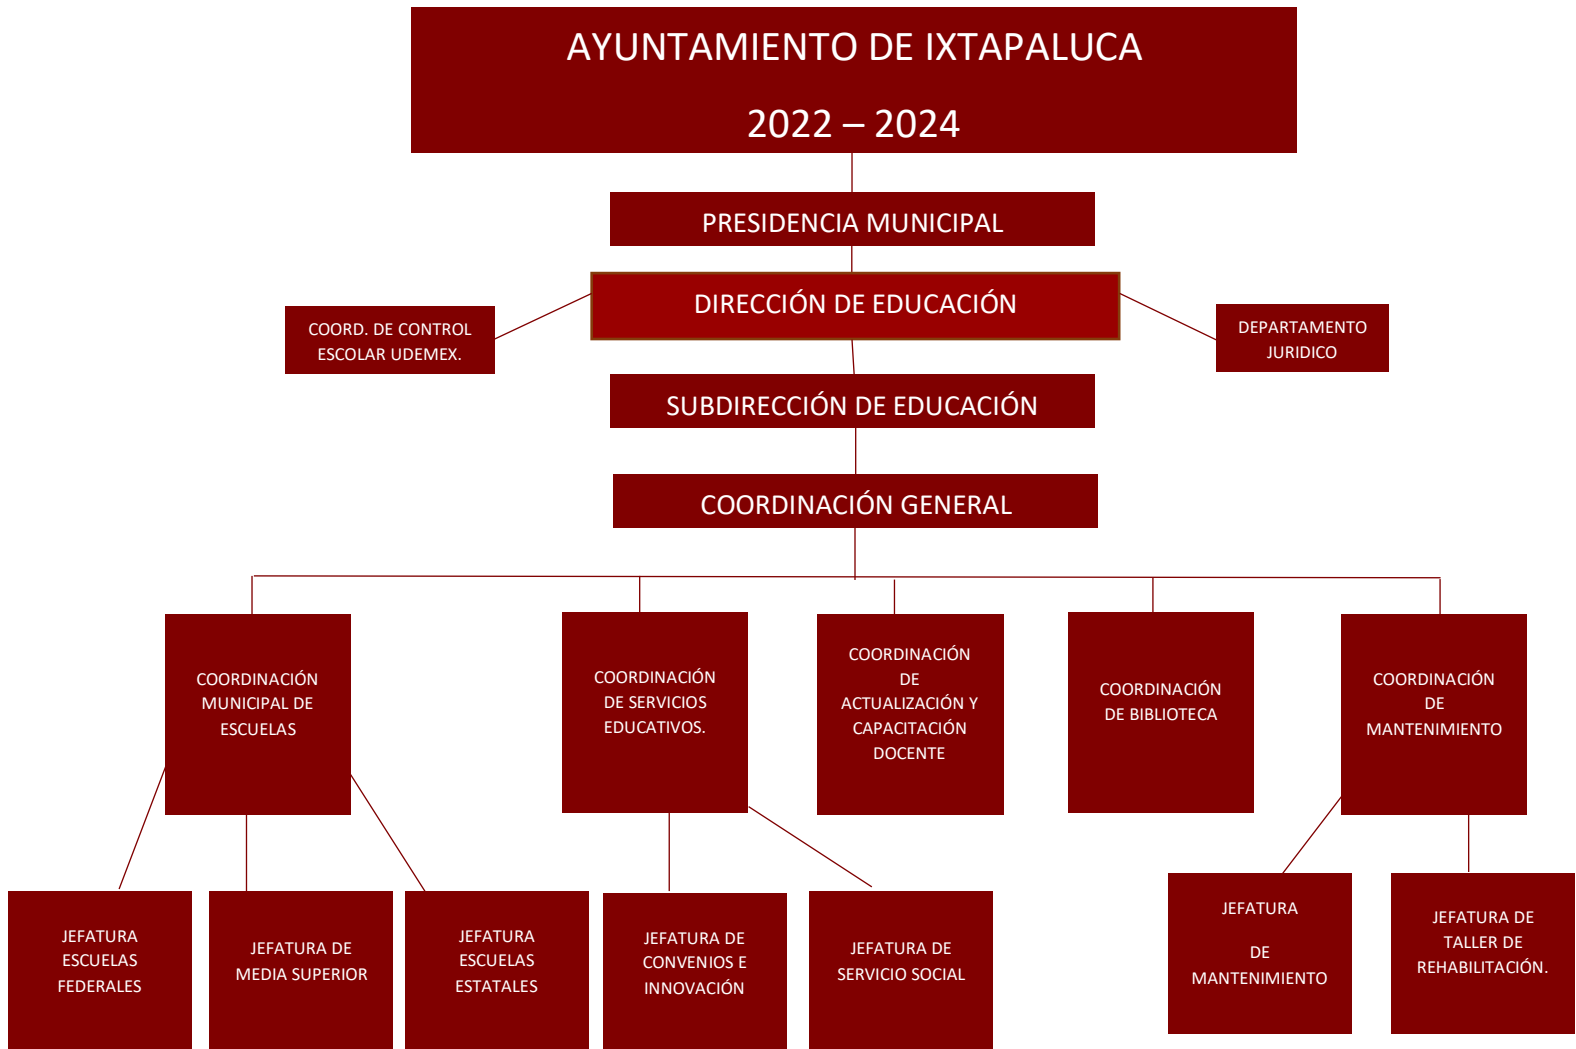 AYUNTAMIENTO DE IXTAPALUCA
2022 – 2024
PRESIDENCIA MUNICIPAL
DIRECCIÓN DE EDUCACIÓN
COORD. DE CONTROL
ESCOLAR UDEMEX.
DEPARTAMENTO
JURIDICO
SUBDIRECCIÓN DE EDUCACIÓN
COORDINACIÓN GENERAL
COORDINACIÓN
MUNICIPAL DE
ESCUELAS
COORDINACIÓN
DE SERVICIOS
EDUCATIVOS.
COORDINACIÓN
DE
ACTUALIZACIÓN Y
CAPACITACIÓN
DOCENTE
COORDINACIÓN
DE BIBLIOTECA
COORDINACIÓN
DE
MANTENIMIENTO
JEFATURA
ESCUELAS
FEDERALES
JEFATURA DE
MEDIA SUPERIOR
JEFATURA
ESCUELAS
ESTATALES
JEFATURA DE
CONVENIOS E
INNOVACIÓN
JEFATURA DE
SERVICIO SOCIAL
JEFATURA
DE
MANTENIMIENTO
JEFATURA DE
TALLER DE
REHABILITACIÓN.